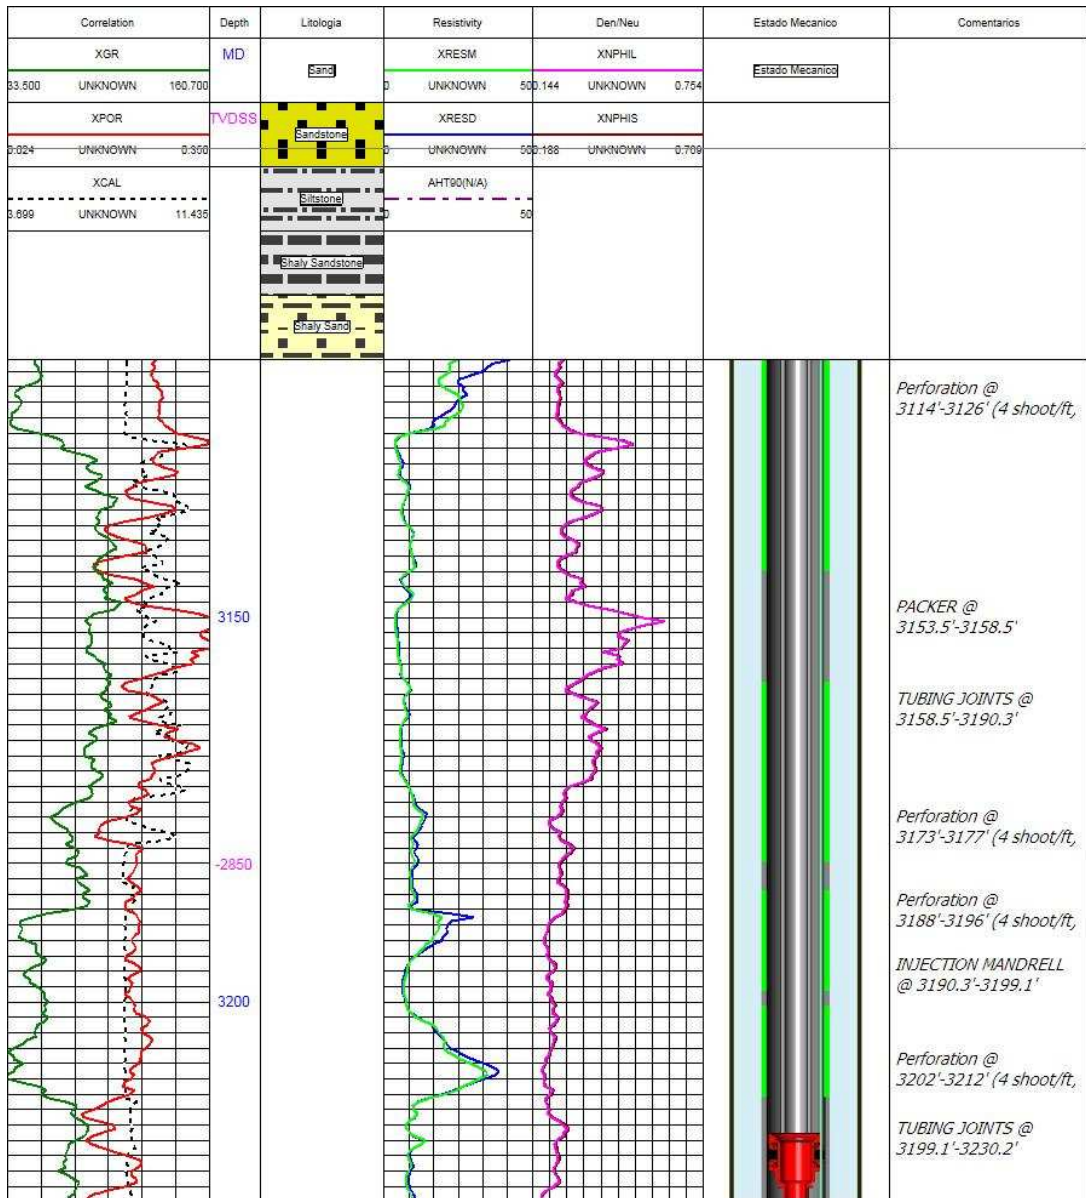 Correlation
Depth
Litologia
Resistivity
Den/Neu
Estado Mecanico
Comentarios
XGR
33.500 UNKNOWN 160.700
XPOR
UNKNOWN 0.350
XCAL
3.699 UNKNOWN 11.435
MD
TVDSS
Sand
Sandstone
Siltstone
Shaly Sandstone
Shaly Sand
XRESM
0 UNKNOWN
XRESD
0 UNKNOWN
AHT90(N/A)
0 50
XNPHIL
0.144 UNKNOWN 0.754
XNPHIS
0.188 UNKNOWN 0.709
Estado Mecanico
3150
-2850
3200
Perforation @
3114'-3126' (4 shoot/ft,
PACKER @
3153.5'-3158.5'
TUBING JOINTS @
3158.5'-3190.3'
Perforation @
3173'-3177' (4 shoot/ft,
Perforation @
3188'-3196' (4 shoot/ft,
INJECTION MANDRELL
@ 3190.3'-3199.1'
Perforation @
3202'-3212' (4 shoot/ft,
TUBING JOINTS @
3199.1'-3230.2'